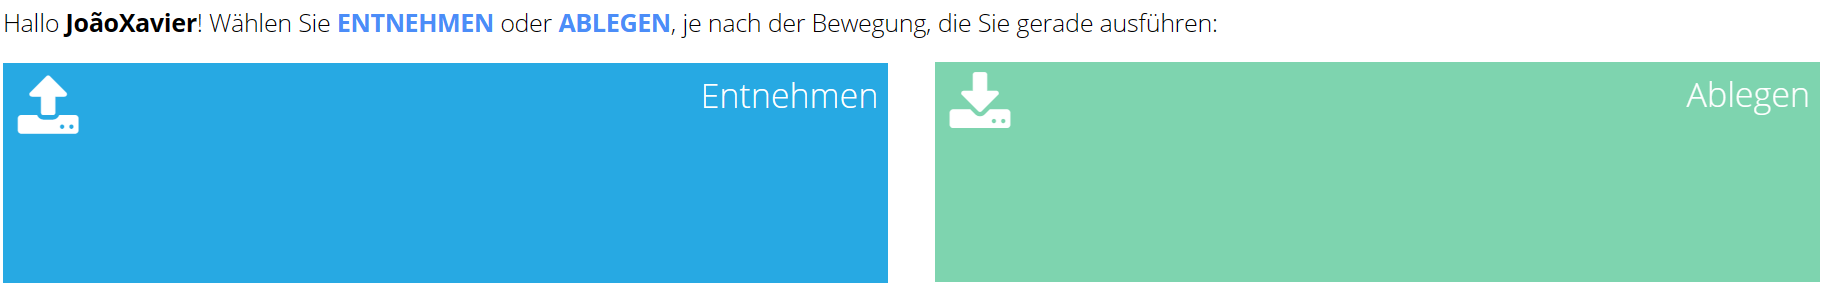 Hallo JoãoXavier! Wählen Sie ENTNEHMEN oder ABLEGEN, je nach der Bewegung, die Sie gerade ausführen:
Entnehmen
Ablegen